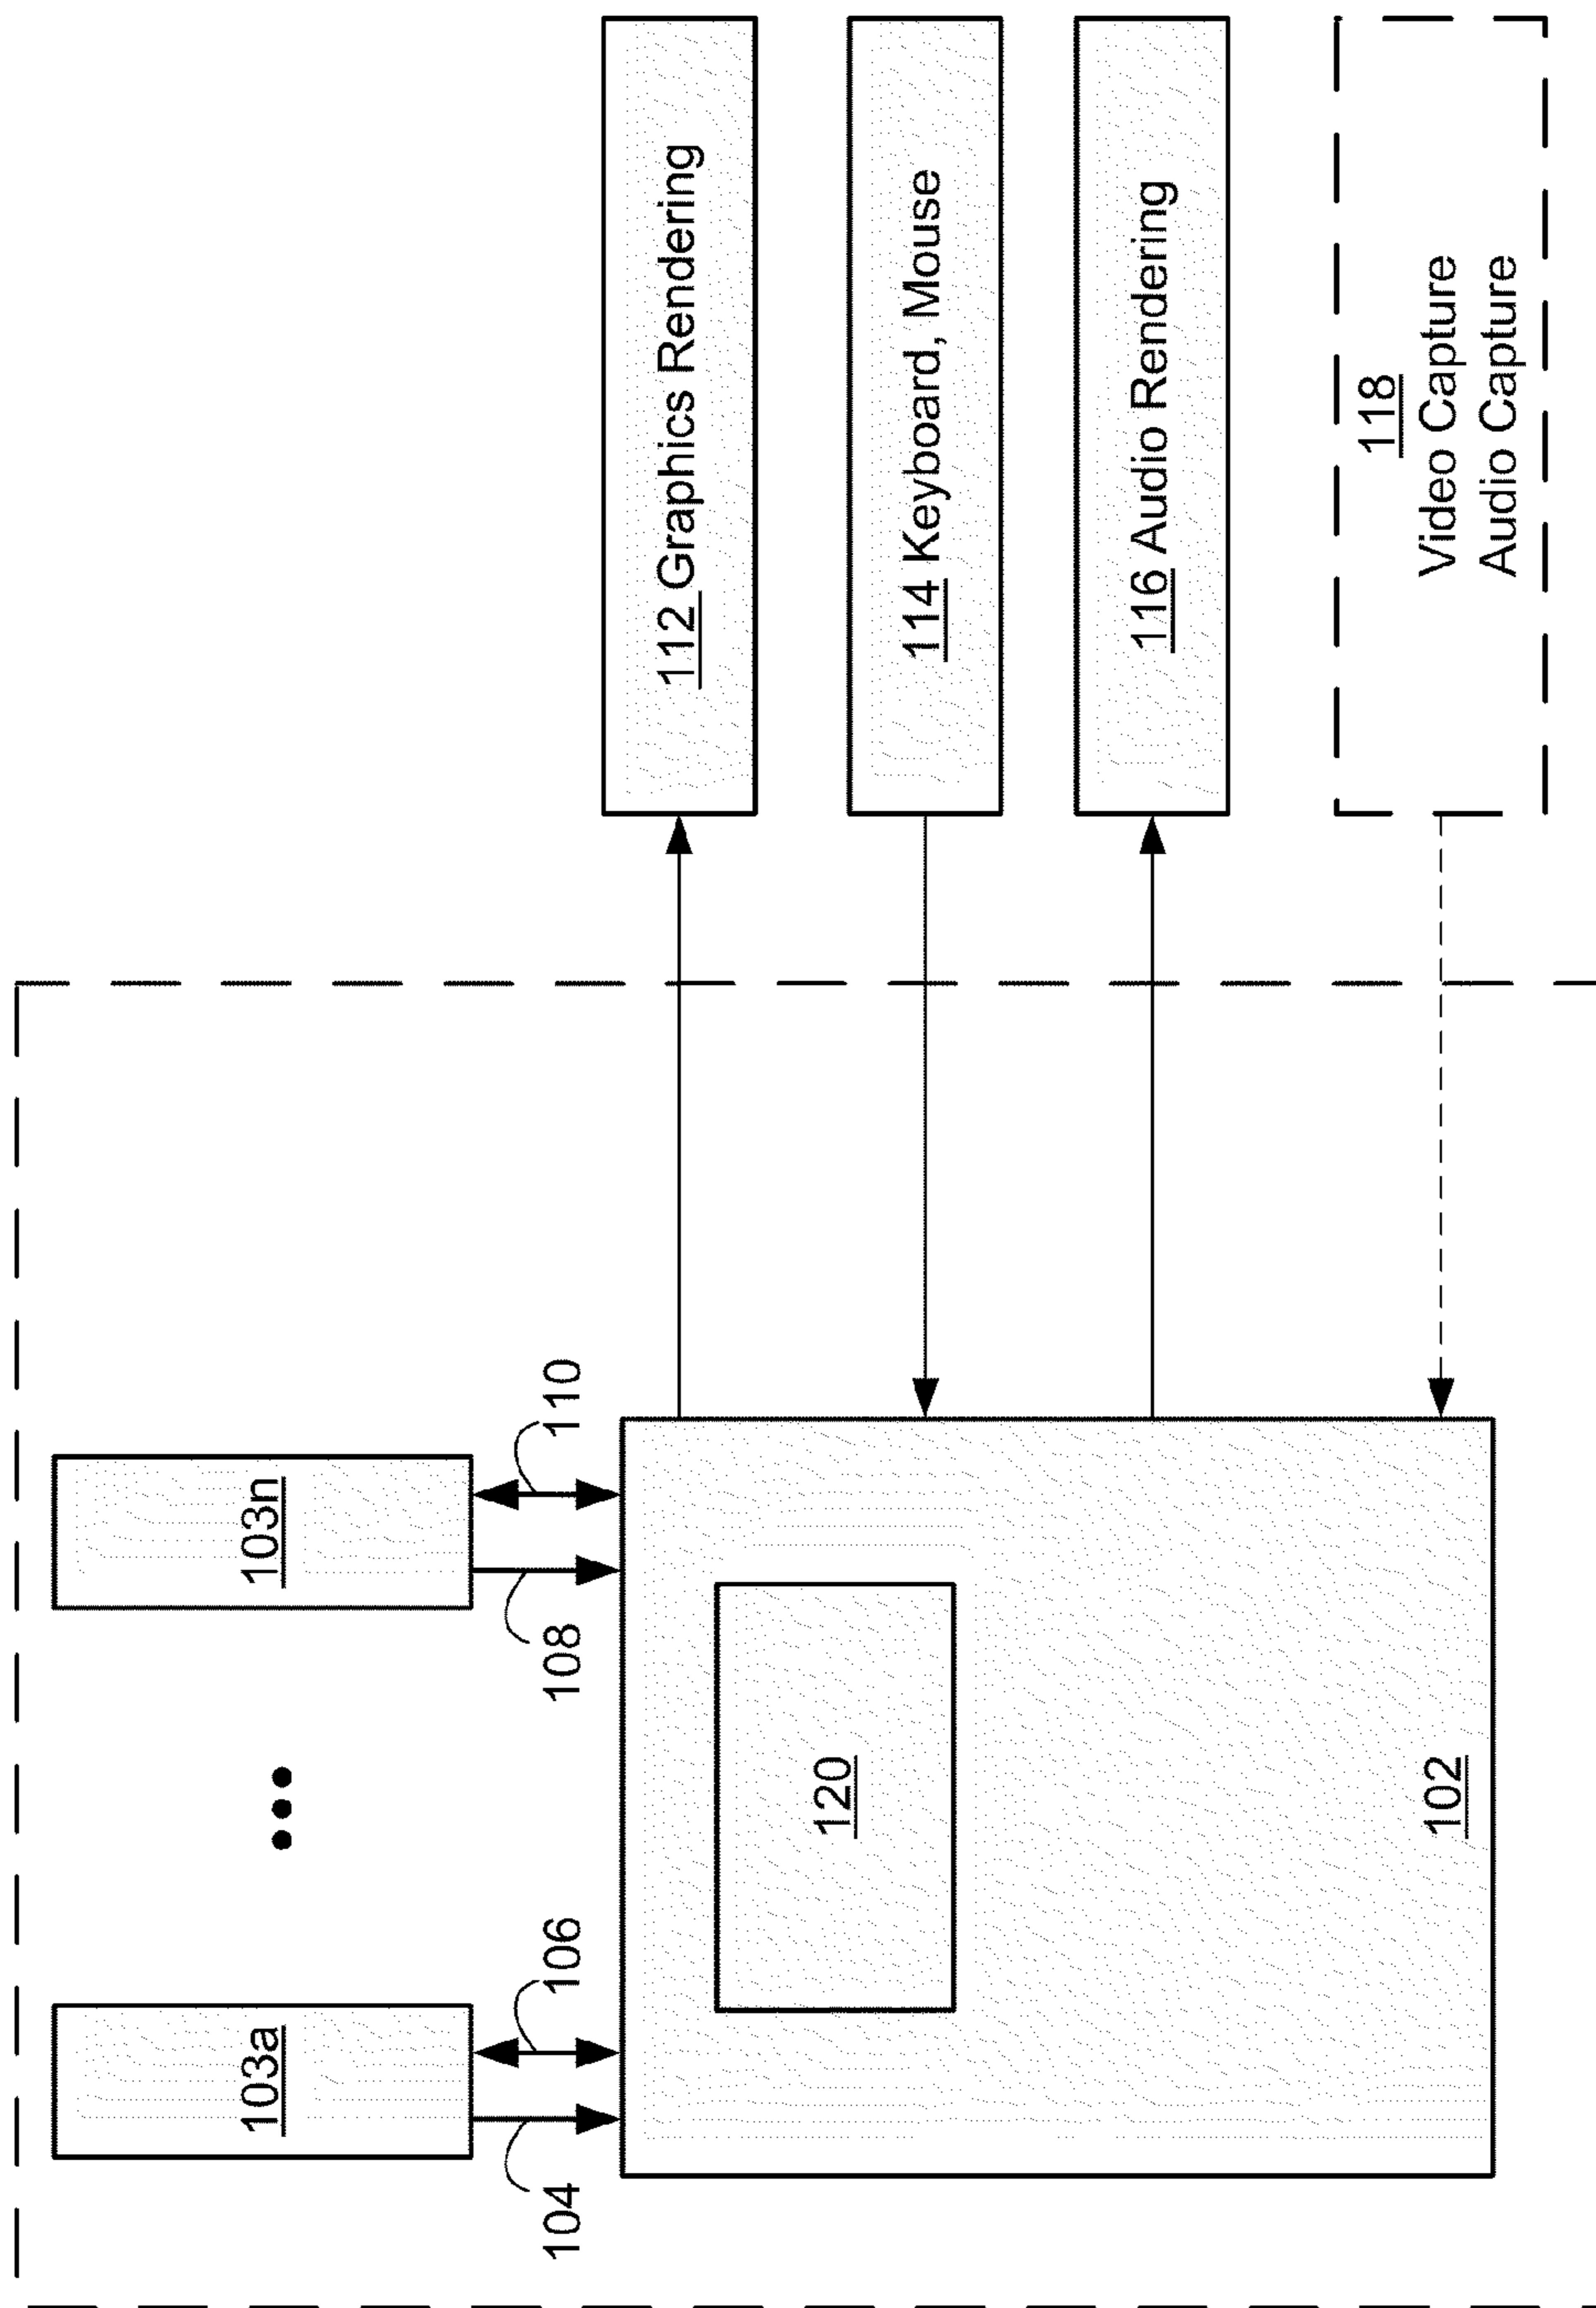 103a
103n
104
106
108
110
120
102
112 Graphics Rendering
114 Keyboard, Mouse
116 Audio Rendering
118
Video Capture
Audio Capture